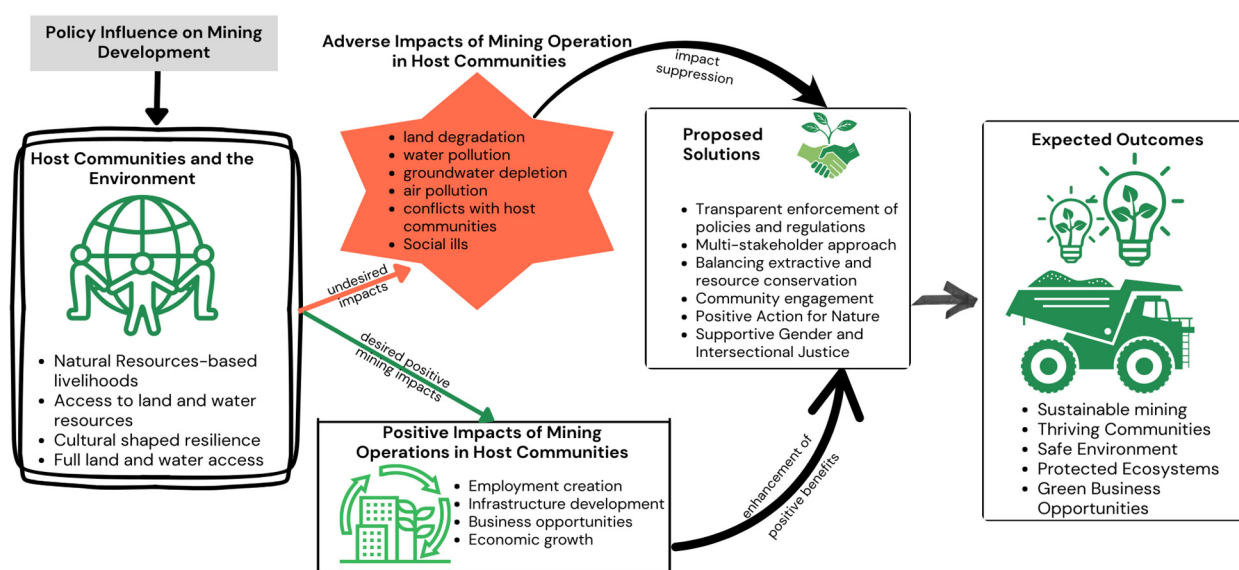 Policy Influence on Mining
Development
Host Communities and the
Environment
• Natural Resources-based
livelihoods
• Access to land and water
resources
• Cultural shaped resilience
• Full land and water access
undesired
impacts
desired positive
mining impacts
Adverse Impacts of Mining Operation
in Host Communities
• land degradation
• water pollution
• groundwater depletion
• air pollution
• conflicts with host
communities
• Social ills
Positive Impacts of Mining
Operations in Host Communities
• Employment creation
• Infrastructure development
• Business opportunities
• Economic growth
impact
suppression
enhancement of
positive benefits
Proposed
Solutions
• Transparent enforcement of
policies and regulations
• Multi-stakeholder approach
• Balancing extractive and
resource conservation
• Community engagement
• Positive Action for Nature
• Supportive Gender and
Intersectional Justice
Expected Outcomes
• Sustainable mining
• Thriving Communities
• Safe Environment
• Protected Ecosystems
• Green Business
Opportunities